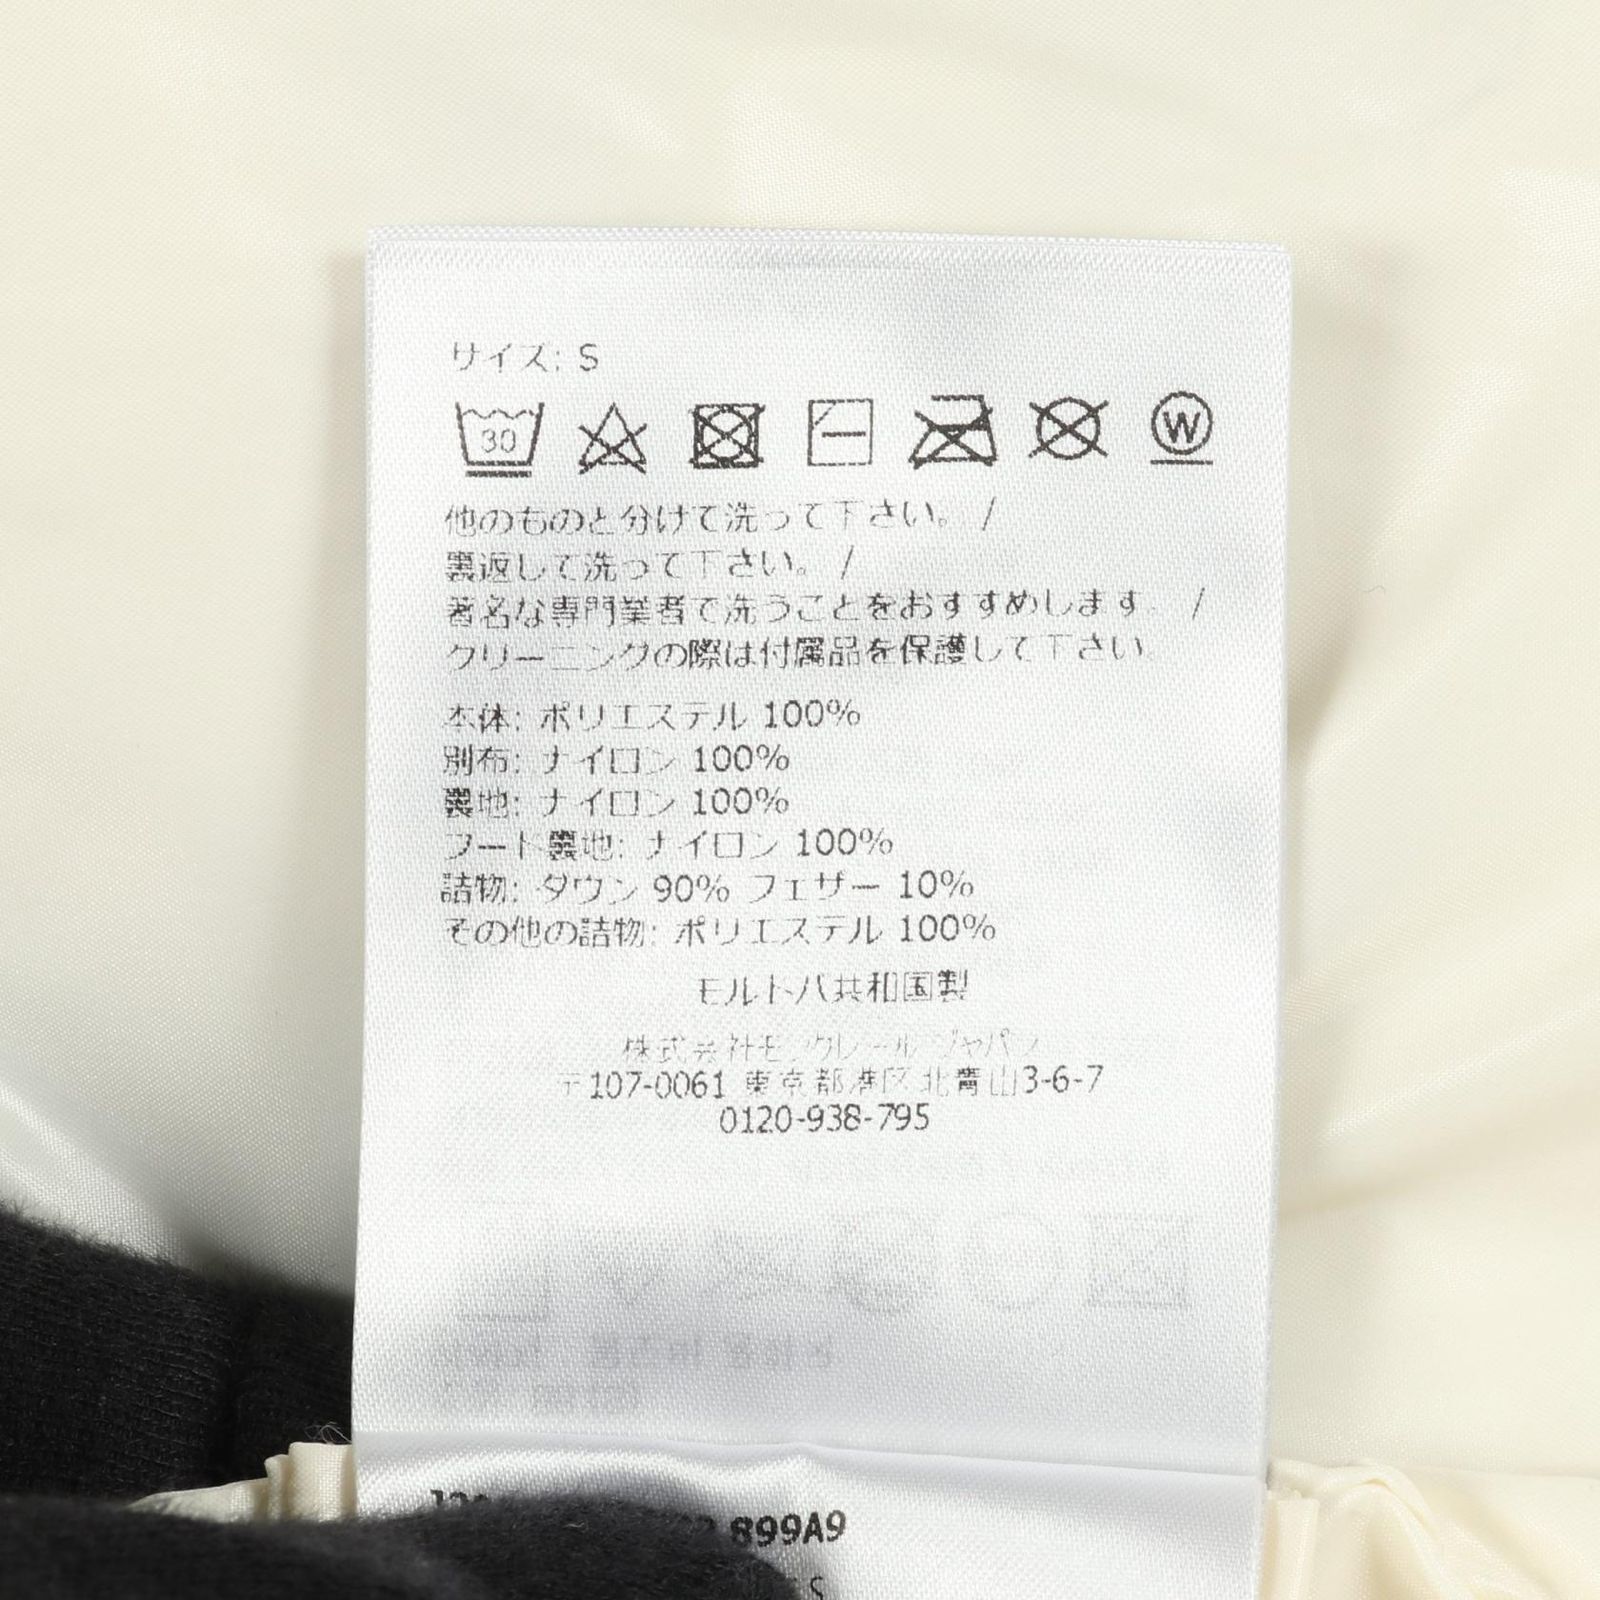 サイズ: S
30
W
他のものと分けて洗って下さい。 /
裏返して洗って下さい。 /
著名な専門業者で洗うことをおすすめします。 /
クリーニングの際は付属品を保護して下さい。
本体: ポリエステル 100%
別布: ナイロン 100%
裏地: ナイロン 100%
フード裏地: ナイロン 100%
詰物: ダウン 90% フェザー 10%
その他の詰物: ポリエステル 100%
モルトバ共和国製
株式会社モンクレール ジャパン
〒107-0061 東京都港区北青山3-6-7
0120-938-795
899A9
S